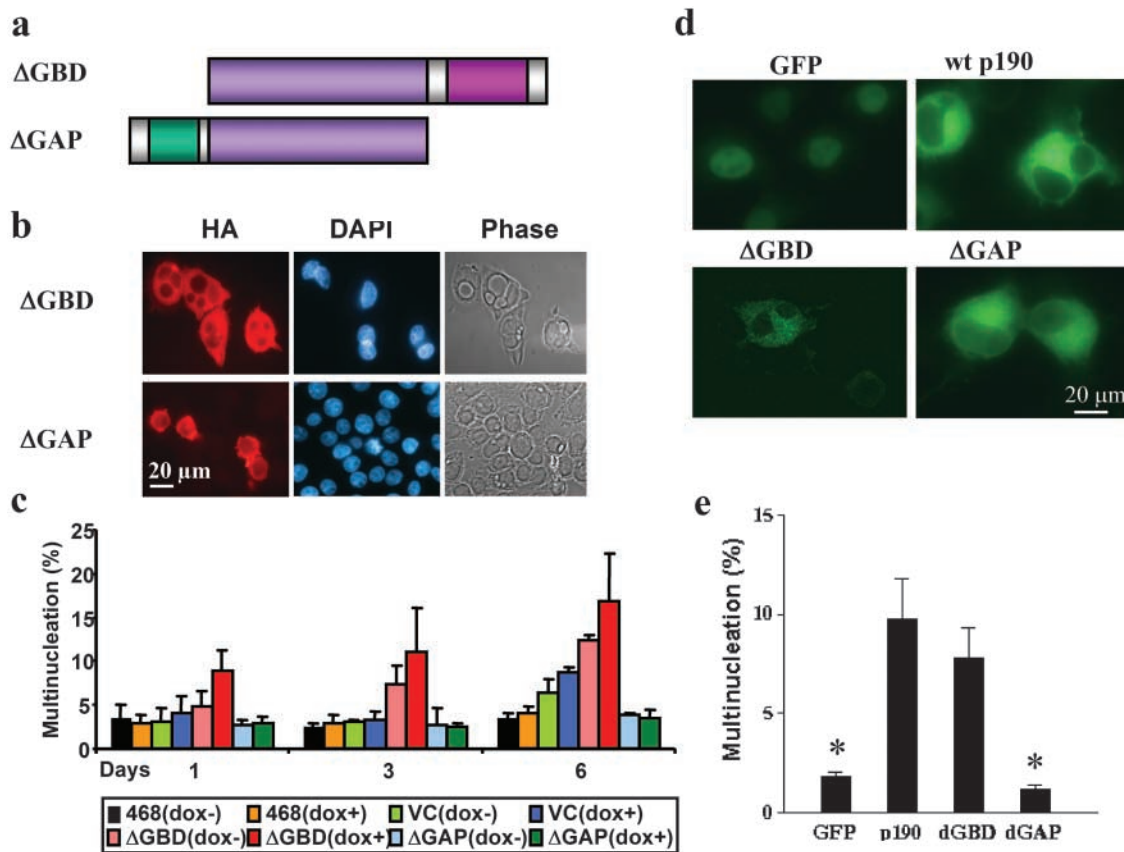 a
ΔGBD
ΔGAP
b
HA DAPI Phase
ΔGBD
ΔGAP
20 µm
c
Multinucleation (%)
25
20
15
10
5
0
Days 1 3 6
468(dox-) 468(dox+) VC(dox-) VC(dox+)
ΔGBD(dox-) ΔGBD(dox+) ΔGAP(dox-) ΔGAP(dox+)
d
GFP wt p190
ΔGBD ΔGAP
20 µm
e
Multinucleation (%)
15
10
5
0
* *
GFP p190 dGBD dGAP